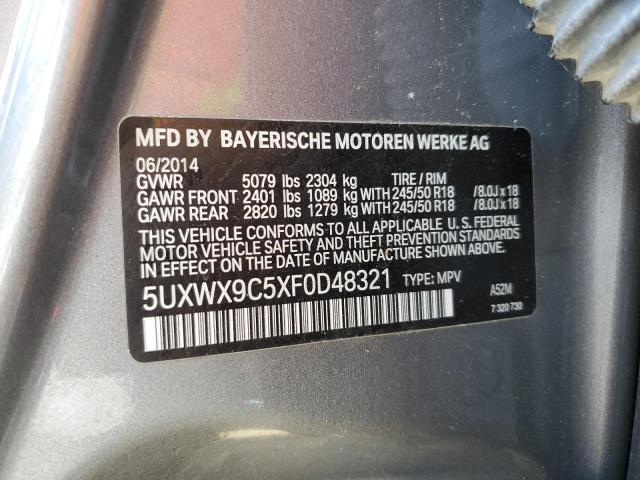 MFD BY BAYERISCHE MOTOREN WERKE AG
06/2014
GVWR 5079 lbs 2304 kg TIRE / RIM
GAWR FRONT 2401 lbs 1089 kg WITH 245/50 R18 /8.0J x 18
GAWR REAR 2820 lbs 1279 kg WITH 245/50 R18 /8.0J x 18
THIS VEHICLE CONFORMS TO ALL APPLICABLE U.S. FEDERAL
MOTOR VEHICLE SAFETY AND THEFT PREVENTION STANDARDS
IN EFFECT ON THE DATE OF MANUFACTURE SHOWN ABOVE.
5UXWX9C5XF0D48321 TYPE: MPV
A52M
7 320 730